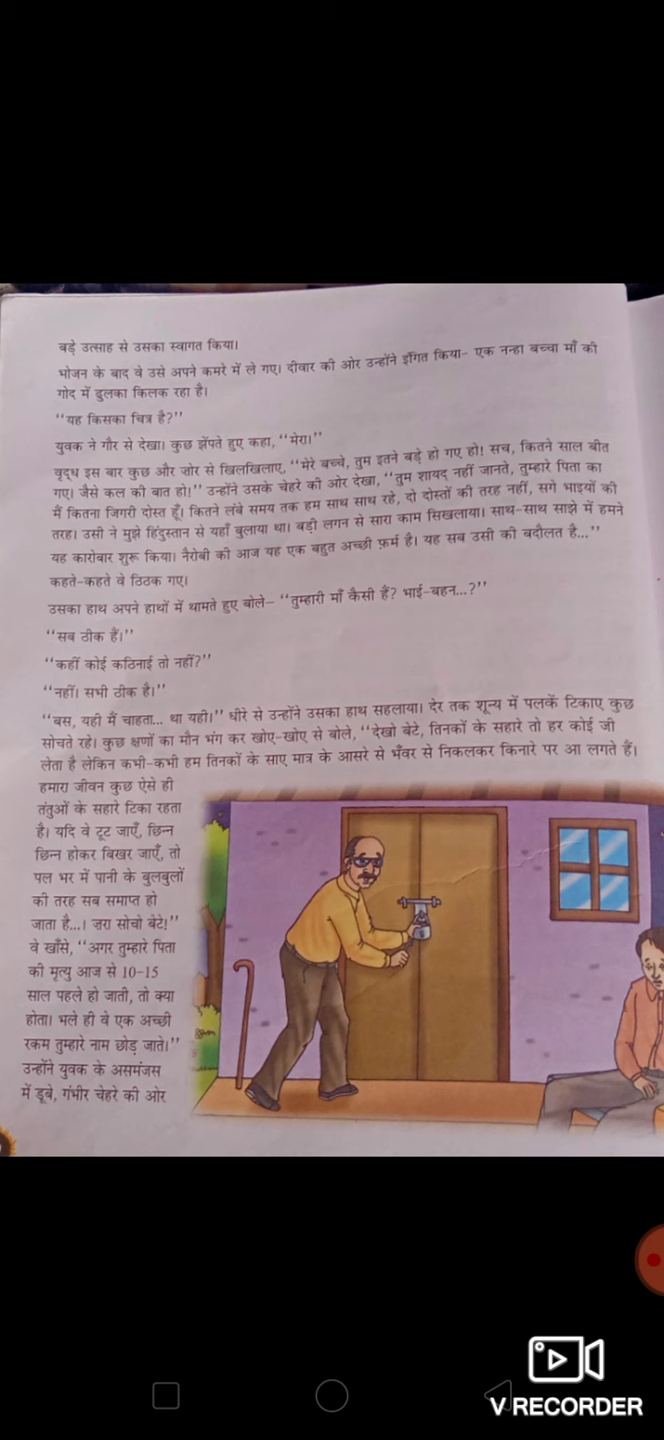 बड़े उत्साह से उसका स्वागत किया।
भोजन के बाद वे उसे अपने कमरे में ले गए। दीवार की ओर उन्होंने इंगित किया- एक नन्हा बच्चा माँ की
गोद में ढुलका किलक रहा है।
‘‘यह किसका चित्र है?’’
युवक ने गौर से देखा। कुछ झेंपते हुए कहा, ‘‘मेरा।’’
वृद्ध इस बार कुछ और ज़ोर से खिलखिलाए, ‘‘मेरे बच्चे, तुम इतने बड़े हो गए हो! सच, कितने साल बीत
गए। जैसे कल की बात हो!’’ उन्होंने उसके चेहरे की ओर देखा, ‘‘तुम शायद नहीं जानते, तुम्हारे पिता का
मैं कितना जिगरी दोस्त हूँ। कितने लंबे समय तक हम साथ साथ रहे, दो दोस्तों की तरह नहीं, सगे भाइयों की
तरह। उसी ने मुझे हिंदुस्तान से यहाँ बुलाया था। बड़ी लगन से सारा काम सिखलाया। साथ-साथ साझे में हमने
यह कारोबार शुरू किया। नैरोबी की आज यह एक बहुत अच्छी फ़र्म है। यह सब उसी की बदौलत है...’’
कहते-कहते वे ठिठक गए।
उसका हाथ अपने हाथों में थामते हुए बोले- ‘‘तुम्हारी माँ कैसी हैं? भाई-बहन...?’’
‘‘सब ठीक हैं।’’
‘‘कहीं कोई कठिनाई तो नहीं?’’
‘‘नहीं। सभी ठीक है।’’
‘‘बस, यही मैं चाहता... था यही।’’ धीरे से उन्होंने उसका हाथ सहलाया। देर तक शून्य में पलकें टिकाए कुछ
सोचते रहे। कुछ क्षणों का मौन भंग कर खोए-खोए से बोले, ‘‘देखो बेटे, तिनकों के सहारे तो हर कोई जी
लेता है लेकिन कभी-कभी हम तिनकों के साए मात्र के आसरे से भँवर से निकलकर किनारे पर आ लगते हैं।
हमारा जीवन कुछ ऐसे ही
तंतुओं के सहारे टिका रहता
है। यदि वे टूट जाएँ, छिन्न
छिन्न होकर बिखर जाएँ, तो
पल भर में पानी के बुलबुलों
की तरह सब समाप्त हो
जाता है...। ज़रा सोचो बेटे!’’
वे खाँसे, ‘‘अगर तुम्हारे पिता
की मृत्यु आज से 10-15
साल पहले हो जाती, तो क्या
होता। भले ही वे एक अच्छी
रकम तुम्हारे नाम छोड़ जाते।’’
उन्होंने युवक के असमंजस
में डूबे, गंभीर चेहरे की ओर
V RECORDER